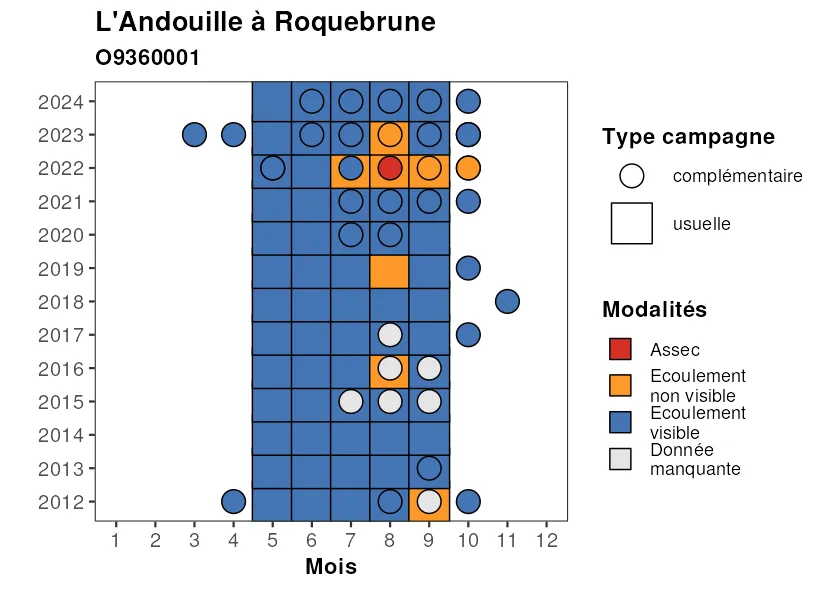 L'Andouille à Roquebrune
O9360001
2024
2023
2022
2021
2020
2019
2018
2017
2016
2015
2014
2013
2012
1 2 3 4 5 6 7 8 9 10 11 12
Mois
Type campagne
complémentaire
usuelle
Modalités
Assec
Ecoulement
non visible
Ecoulement
visible
Donnée
manquante